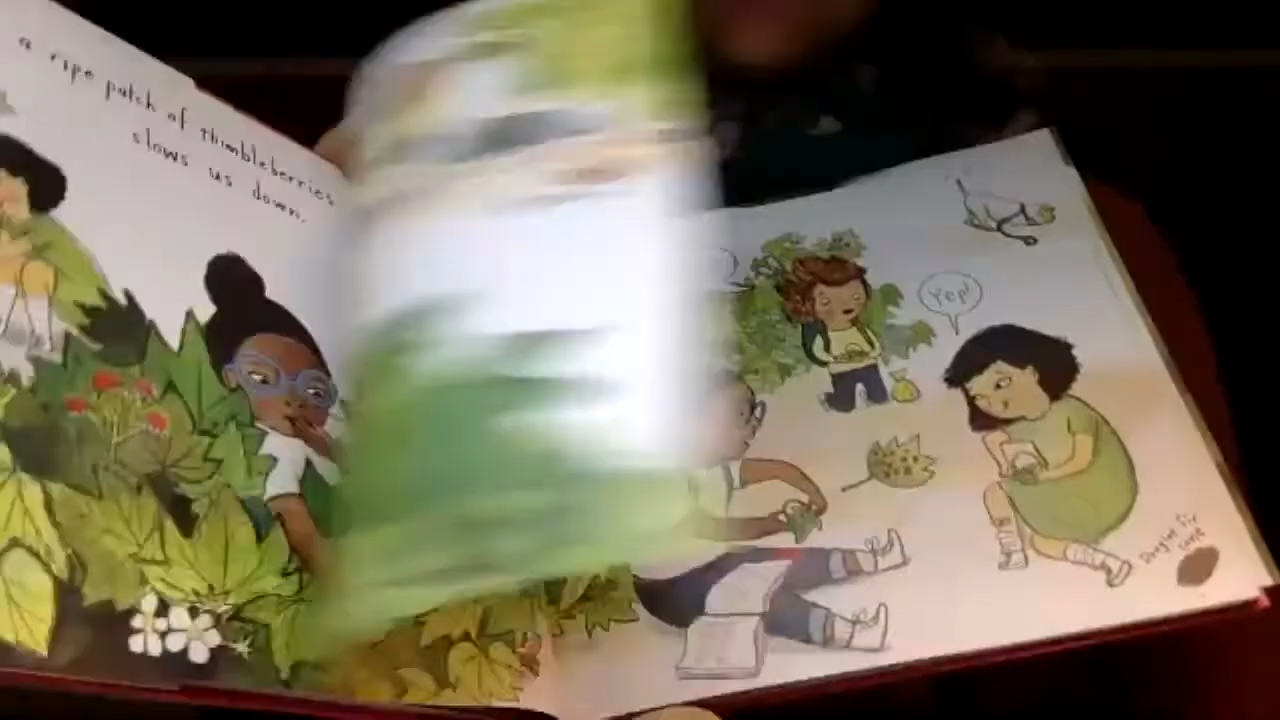 a ripe patch of thimbleberries
slows us down.
Yep!
Douglas fir
cone